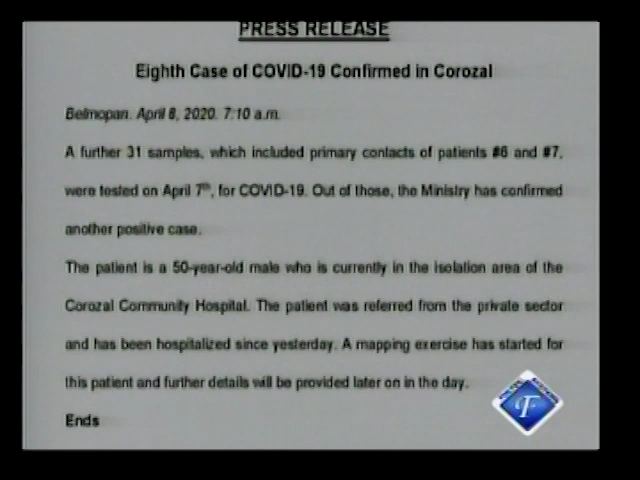 PRESS RELEASE
Eighth Case of COVID-19 Confirmed in Corozal
Belmopan. April 8, 2020. 7:10 a.m.
A further 31 samples, which included primary contacts of patients #6 and #7,
were tested on April 7th, for COVID-19. Out of those, the Ministry has confirmed
another positive case.
The patient is a 50-year-old male who is currently in the isolation area of the
Corozal Community Hospital. The patient was referred from the private sector
and has been hospitalized since yesterday. A mapping exercise has started for
this patient and further details will be provided later on in the day.
Ends
F